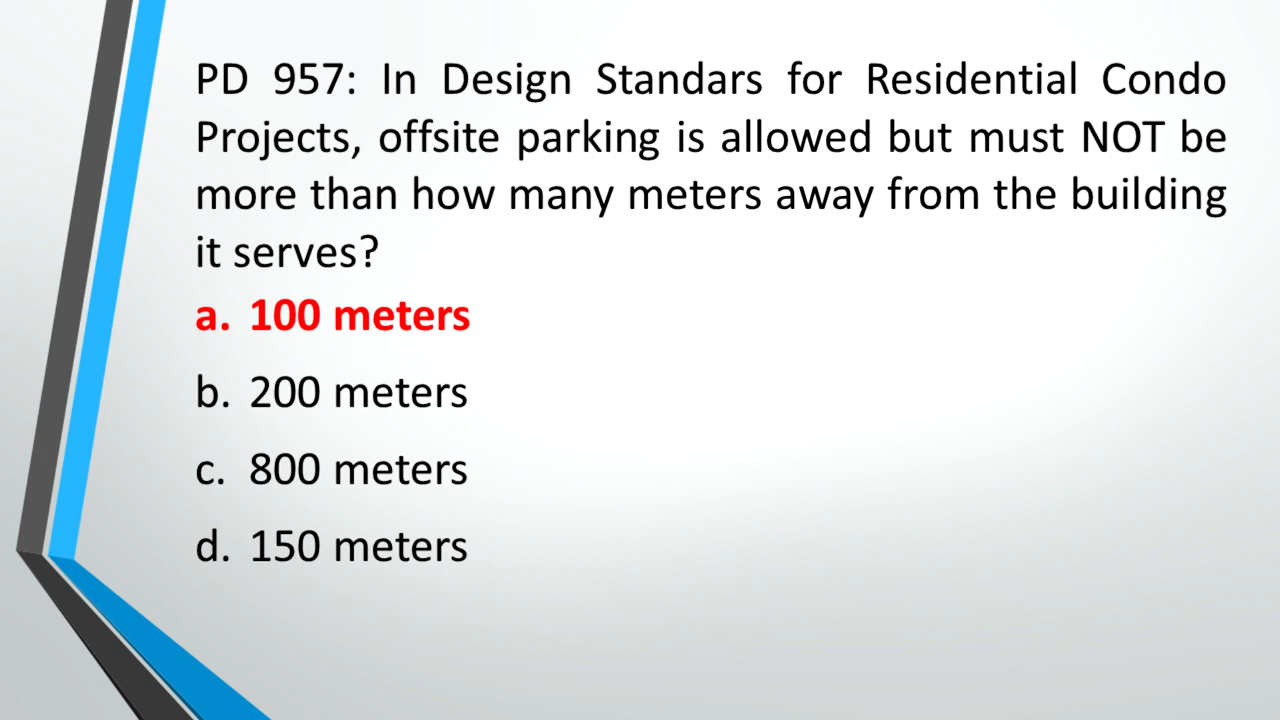 PD 957: In Design Standars for Residential Condo
Projects, offsite parking is allowed but must NOT be
more than how many meters away from the building
it serves?
a. 100 meters
b. 200 meters
c. 800 meters
d. 150 meters